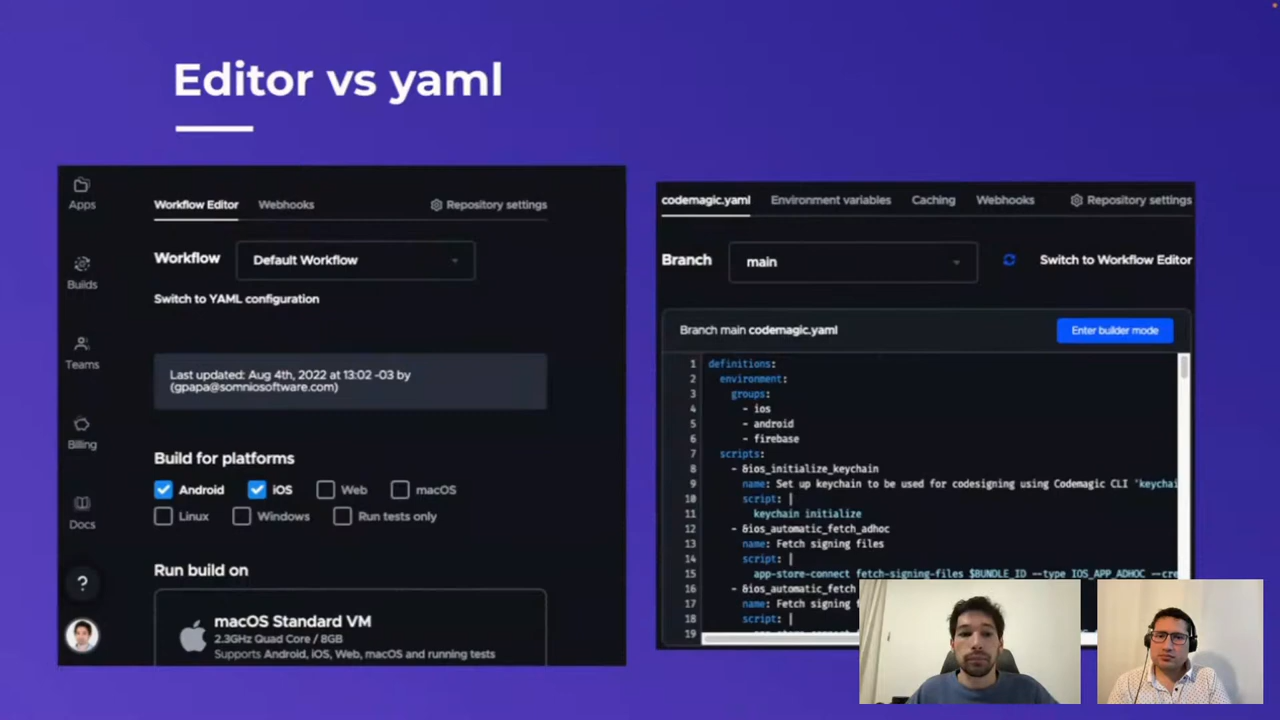 Editor vs yaml
Apps
Builds
Teams
Billing
Docs
?
Workflow Editor
Webhooks
Repository settings
Workflow
Default Workflow
Switch to YAML configuration
Last updated: Aug 4th, 2022 at 13:02 -03 by
(gpapa@somniosoftware.com)
Build for platforms
Android
iOS
Web
macOS
Linux
Windows
Run tests only
Run build on
macOS Standard VM
2.3GHz Quad Core / 8GB
Supports Android, iOS, Web, macOS and running tests
codemagic.yaml
Environment variables
Caching
Webhooks
Repository settings
Branch
main
Switch to Workflow Editor
Branch main codemagic.yaml
Enter builder mode
1 definitions:
2 environment:
3 groups:
4 - ios
5 - android
6 - firebase
7 scripts:
8 - &ios_initialize_keychain
9 name: Set up keychain to be used for codesigning using Codemagic CLI 'keychai
10 script: |
11 keychain initialize
12 - &ios_automatic_fetch_adhoc
13 name: Fetch signing files
14 script: |
15 app-store-connect fetch-signing-files $BUNDLE_ID --type IOS_APP_ADHOC --cre
16 - &ios_automatic_fetch
17 name: Fetch signing f
18 script: |
19